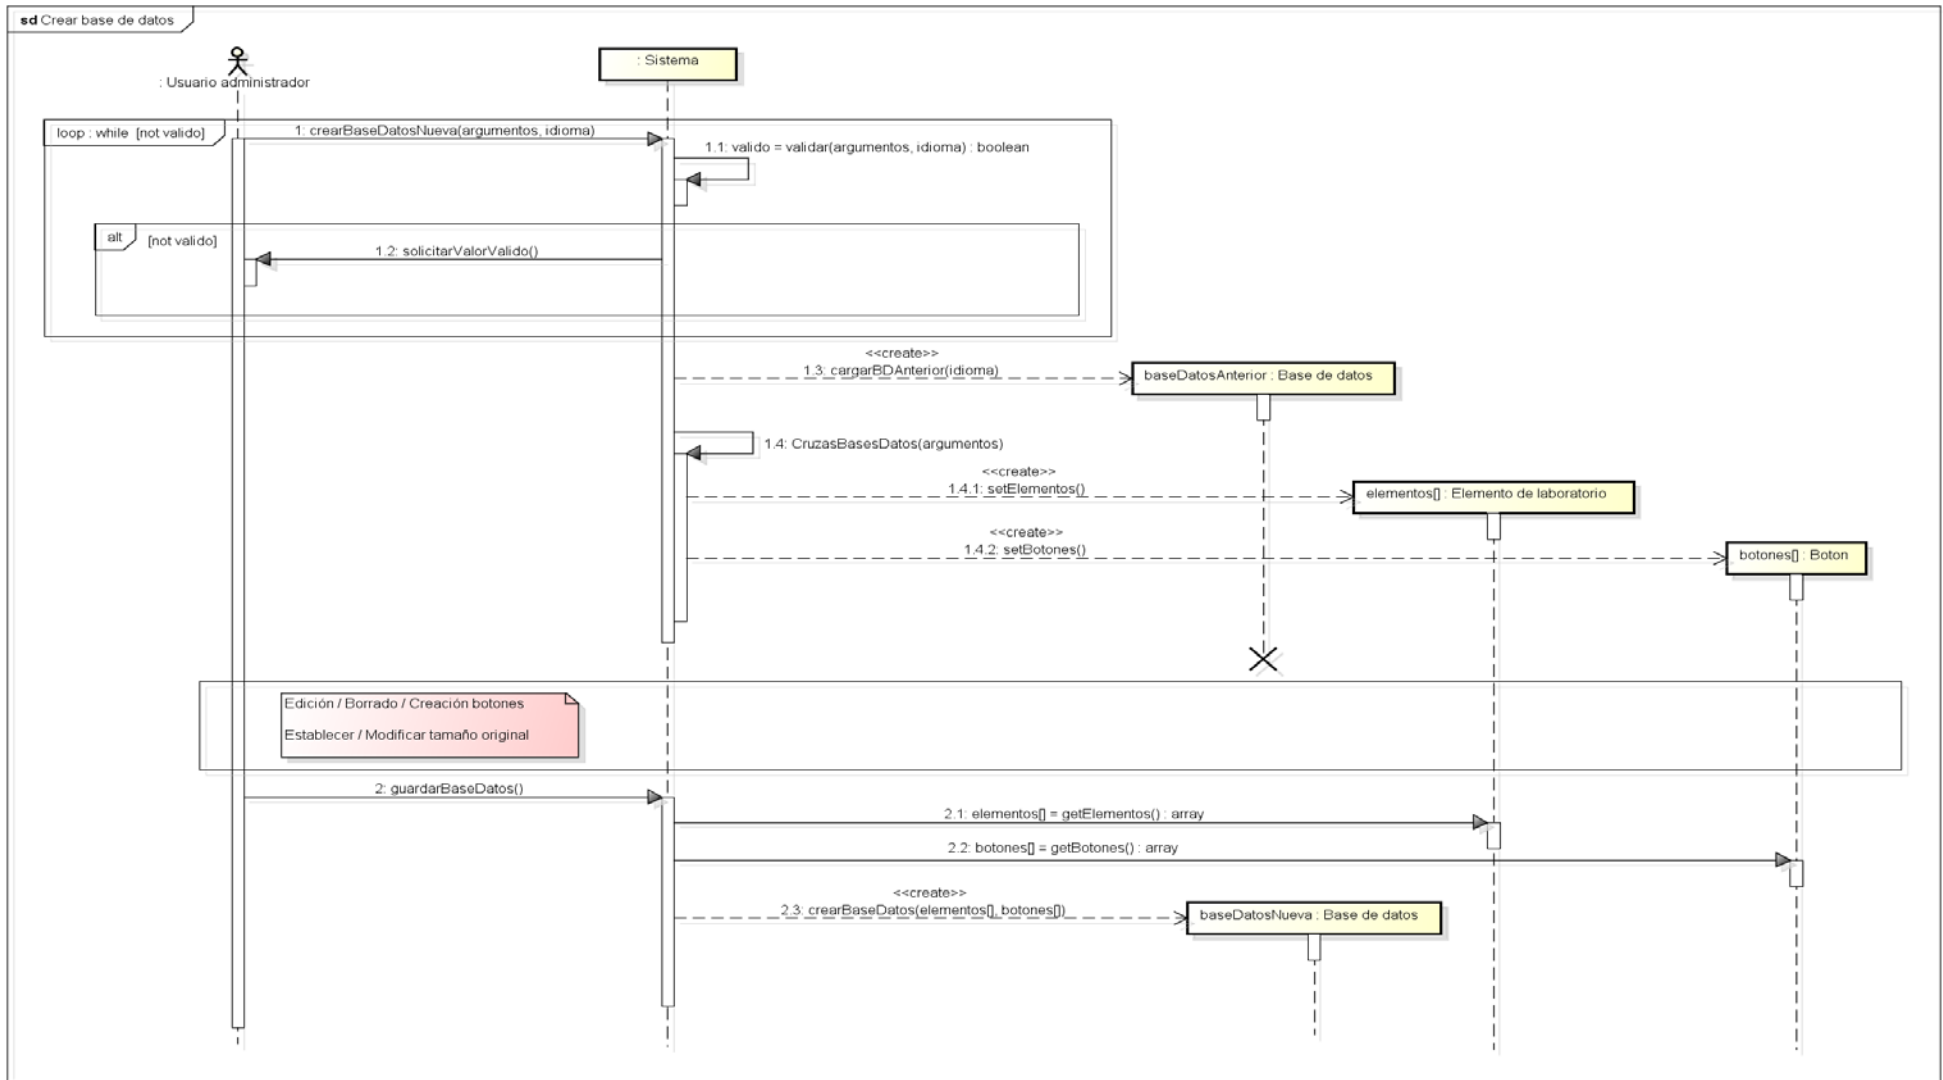 sd Crear base de datos
: Usuario administrador
: Sistema
loop : while [not valido]
1: crearBaseDatosNueva(argumentos, idioma)
1.1: valido = validar(argumentos, idioma) : boolean
alt
[not valido]
1.2: solicitarValorValido()
<<create>>
1.3: cargarBDAnterior(idioma)
baseDatosAnterior : Base de datos
1.4: CruzasBasesDatos(argumentos)
<<create>>
1.4.1: setElementos()
elementos[] : Elemento de laboratorio
<<create>>
1.4.2: setBotones()
botones[] : Boton
Edición / Borrado / Creación botones
Establecer / Modificar tamaño original
2: guardarBaseDatos()
2.1: elementos[] = getElementos() : array
2.2: botones[] = getBotones() : array
<<create>>
2.3: crearBaseDatos(elementos[], botones[])
baseDatosNueva : Base de datos